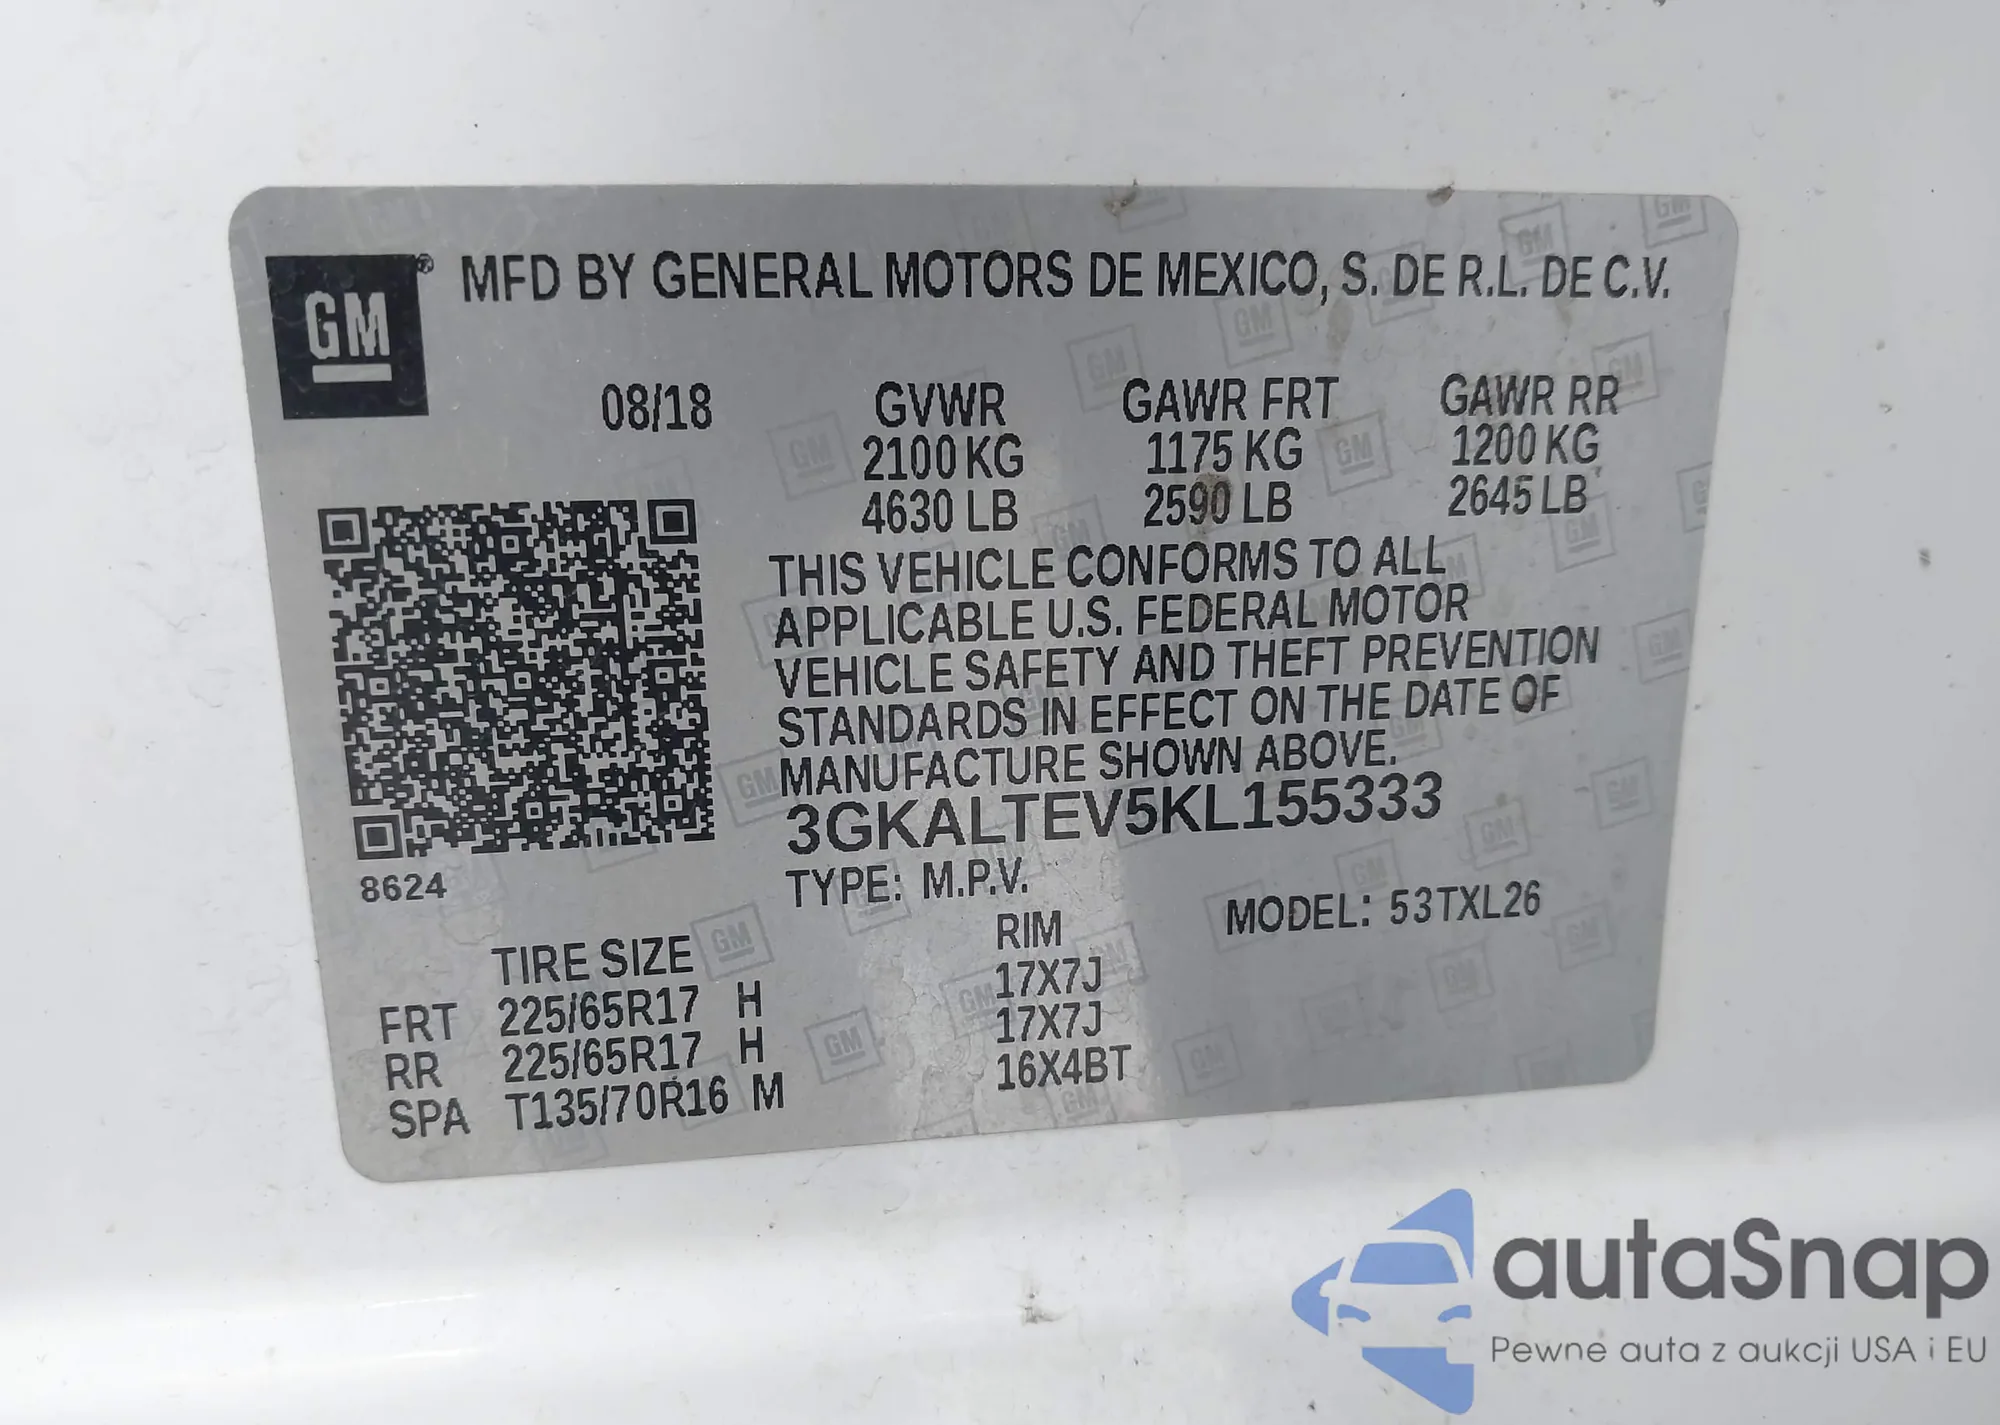 GM ® MFD BY GENERAL MOTORS DE MEXICO, S. DE R.L. DE C.V.
08/18 GVWR GAWR FRT GAWR RR
2100 KG 1175 KG 1200 KG
4630 LB 2590 LB 2645 LB
THIS VEHICLE CONFORMS TO ALL
APPLICABLE U.S. FEDERAL MOTOR
VEHICLE SAFETY AND THEFT PREVENTION
STANDARDS IN EFFECT ON THE DATE OF
MANUFACTURE SHOWN ABOVE.
3GKALTEV5KL155333
8624
TYPE: M.P.V. MODEL: 53TXL26
TIRE SIZE RIM
FRT 225/65R17 H 17X7J
RR 225/65R17 H 17X7J
SPA T135/70R16 M 16X4BT
autaSnap
Pewne auta z aukcji USA i EU